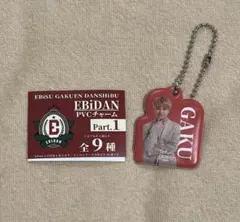 EBiSU GAKUEN DANSHiBU
EBiDAN
PVCチャーム
Part.1
全9種
E
EBIDAN
GAKU